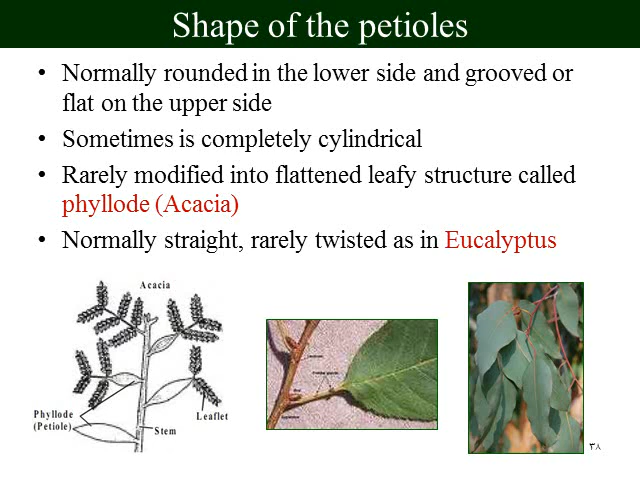 Shape of the petioles
• Normally rounded in the lower side and grooved or
flat on the upper side
• Sometimes is completely cylindrical
• Rarely modified into flattened leafy structure called
phyllode (Acacia)
• Normally straight, rarely twisted as in Eucalyptus
Acacia
Phyllode
(Petiole)
Stem
Leaflet
٣٨